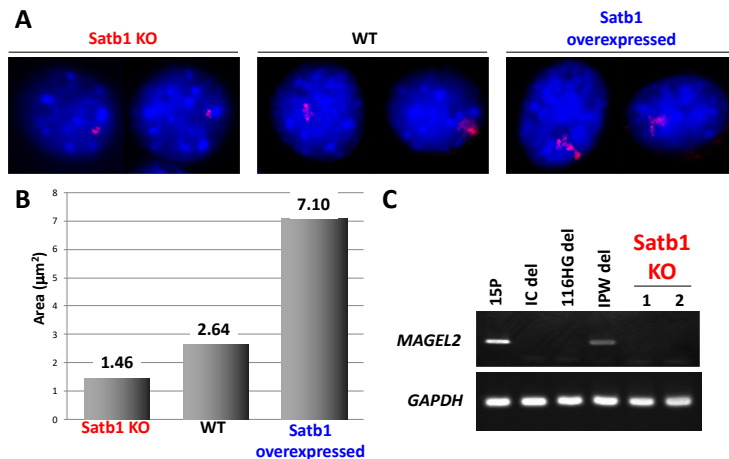 A
Satb1 KO
WT
Satb1
overexpressed
B
Area (µm²)
8
7
6
5
4
3
2
1
0
1.46
2.64
7.10
Satb1 KO
WT
Satb1
overexpressed
C
15P
IC del
116HG del
IPW del
Satb1
KO
1 2
MAGEL2
GAPDH